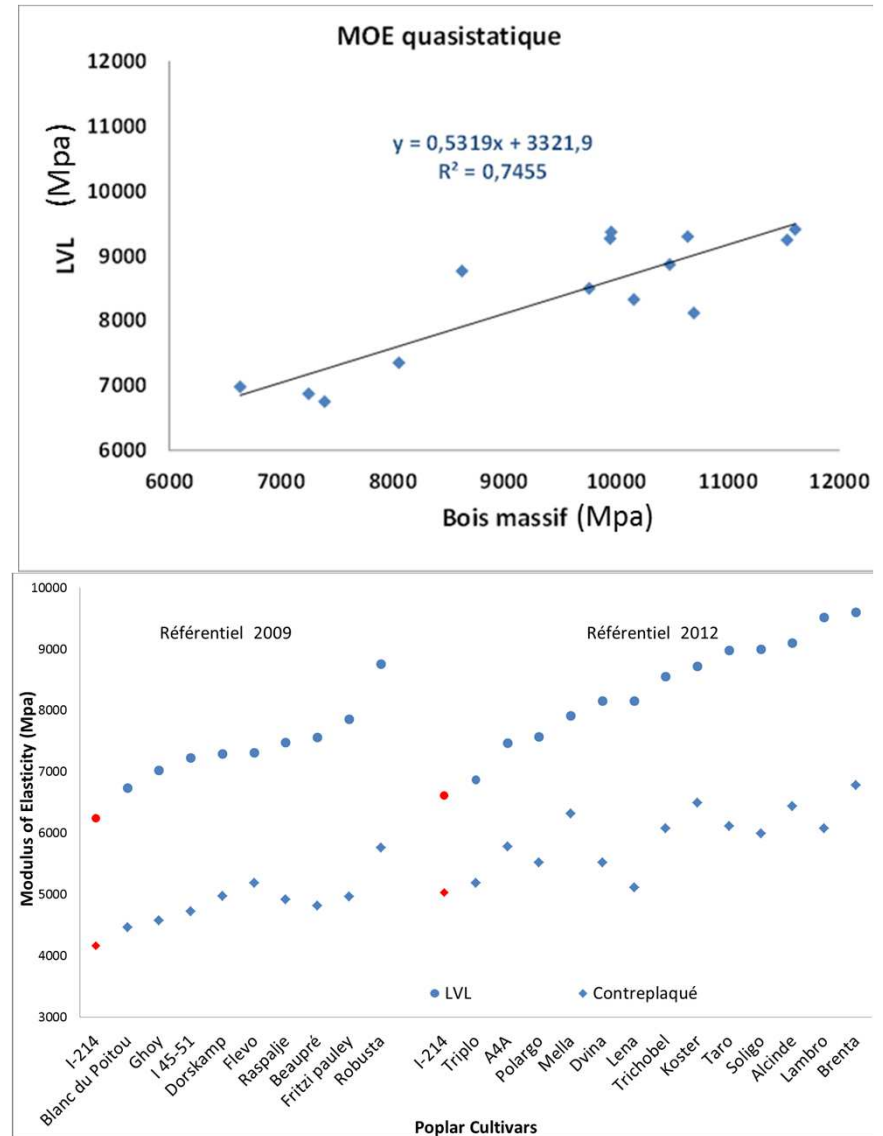 MOE quasistatique
12000
11000
10000
9000
8000
7000
6000
LVL (Mpa)
y = 0,5319x + 3321,9
R² = 0,7455
6000 7000 8000 9000 10000 11000 12000
Bois massif (Mpa)
10000
9000
8000
7000
6000
5000
4000
3000
Modulus of Elasticity (Mpa)
Référentiel 2009
Référentiel 2012
LVL
Contreplaqué
I-214
Blanc du Poitou
Ghoy
I 45-51
Dorskamp
Flevo
Raspalje
Beaupré
Fritzi pauley
Robusta
I-214
Triplo
A4A
Polargo
Mella
Dvina
Lena
Trichobel
Koster
Taro
Soligo
Alcinde
Lambro
Brenta
Poplar Cultivars